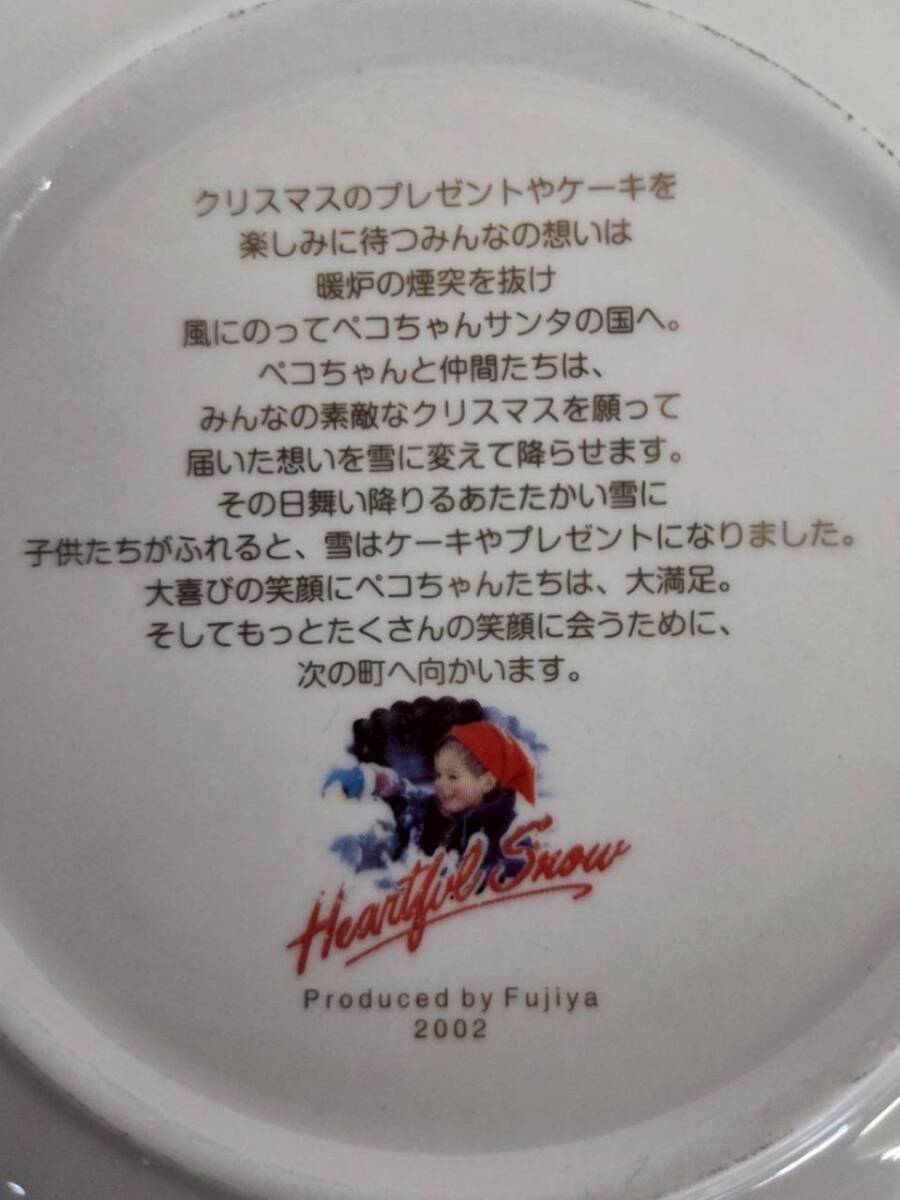 クリスマスのプレゼントやケーキを
楽しみに待つみんなの想いは
暖炉の煙突を抜け
風にのってペコちゃんサンタの国へ。
ペコちゃんと仲間たちは、
みんなの素敵なクリスマスを願って
届いた想いを雪に変えて降らせます。
その日舞い降りるあたたかい雪に
子供たちがふれると、雪はケーキやプレゼントになりました。
大喜びの笑顔にペコちゃんたちは、大満足。
そしてもっとたくさんの笑顔に会うために、
次の町へ向かいます。
Heartful Snow
Produced by Fujiya
2002